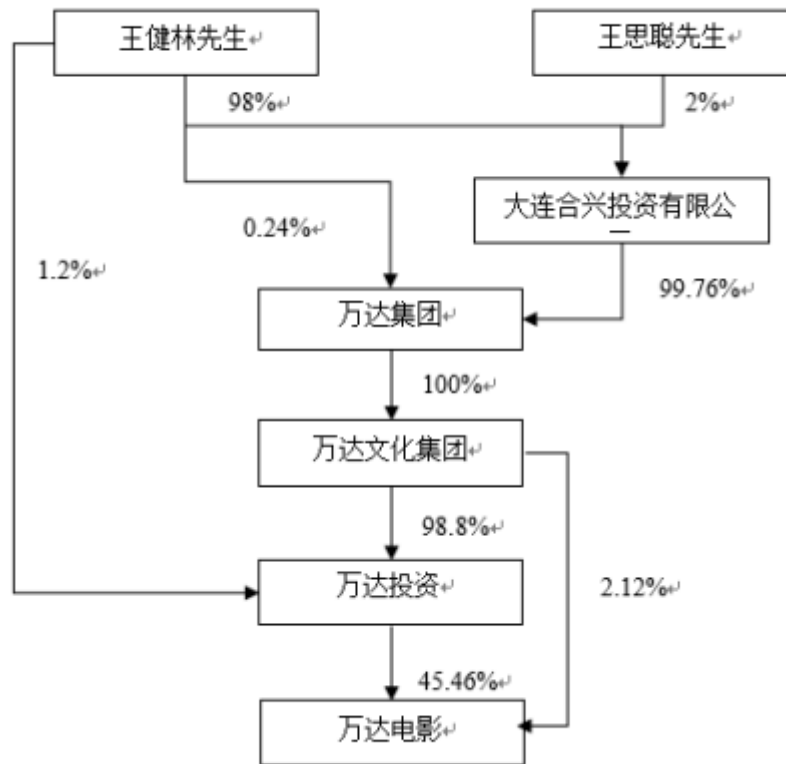 王健林先生↵
王思聪先生↵
98%↵
2%↵
大连合兴投资有限公
0.24%↵
1.2%↵
99.76%↵
万达集团↵
100%↵
万达文化集团↵
98.8%↵
万达投资↵
2.12%↵
45.46%↵
万达电影↵